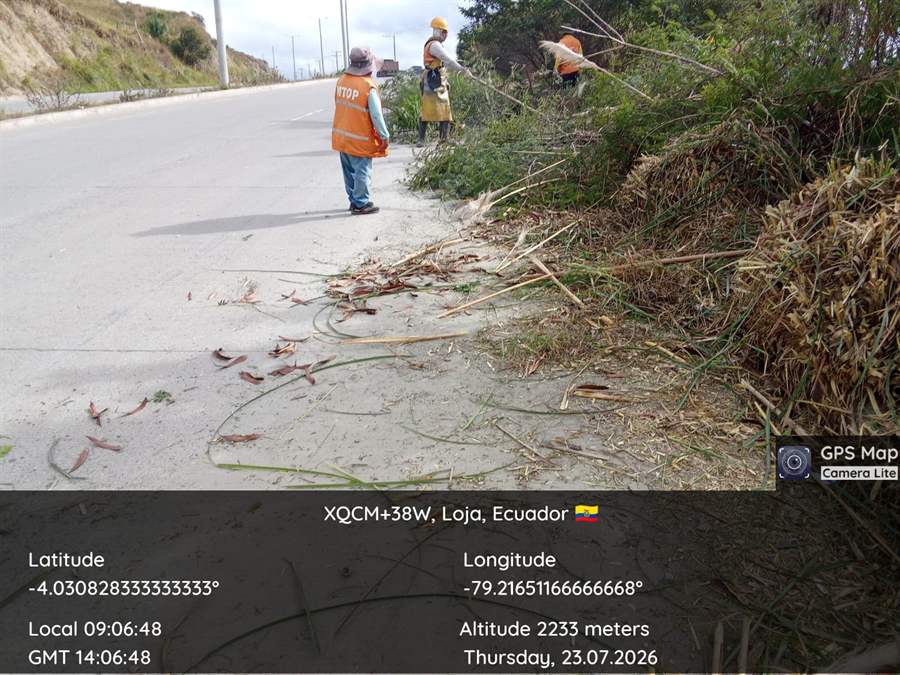 MTOP
GPS Map
Camera Lite
XQCM+38W, Loja, Ecuador 🇪🇨
Latitude
-4.030828333333333°
Longitude
-79.21651166666668°
Local 09:06:48
GMT 14:06:48
Altitude 2233 meters
Thursday, 23.07.2026